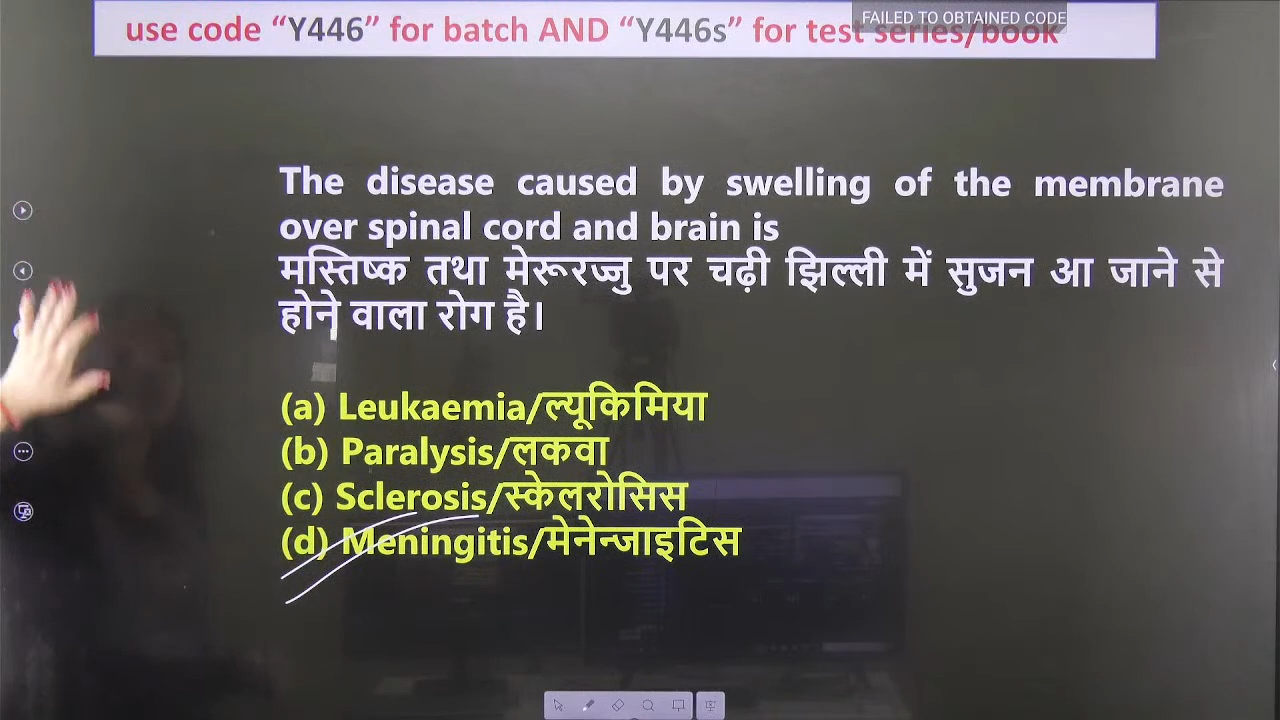 FAILED TO OBTAINED CODE
use code “Y446” for batch AND “Y446s” for test series/book
The disease caused by swelling of the membrane
over spinal cord and brain is
मस्तिष्क तथा मेरूरज्जु पर चढ़ी झिल्ली में सुजन आ जाने से
होने वाला रोग है।
(a) Leukaemia/ल्यूकिमिया
(b) Paralysis/लकवा
(c) Sclerosis/स्केलरोसिस
(d) Meningitis/मेनेन्जाइटिस